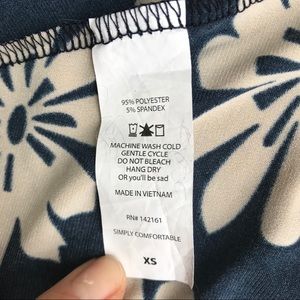 95% POLYESTER
5% SPANDEX
MACHINE WASH COLD
GENTLE CYCLE
DO NOT BLEACH
HANG DRY
OR you'll be sad
MADE IN VIETNAM
RN# 142161
SIMPLY COMFORTABLE
XS